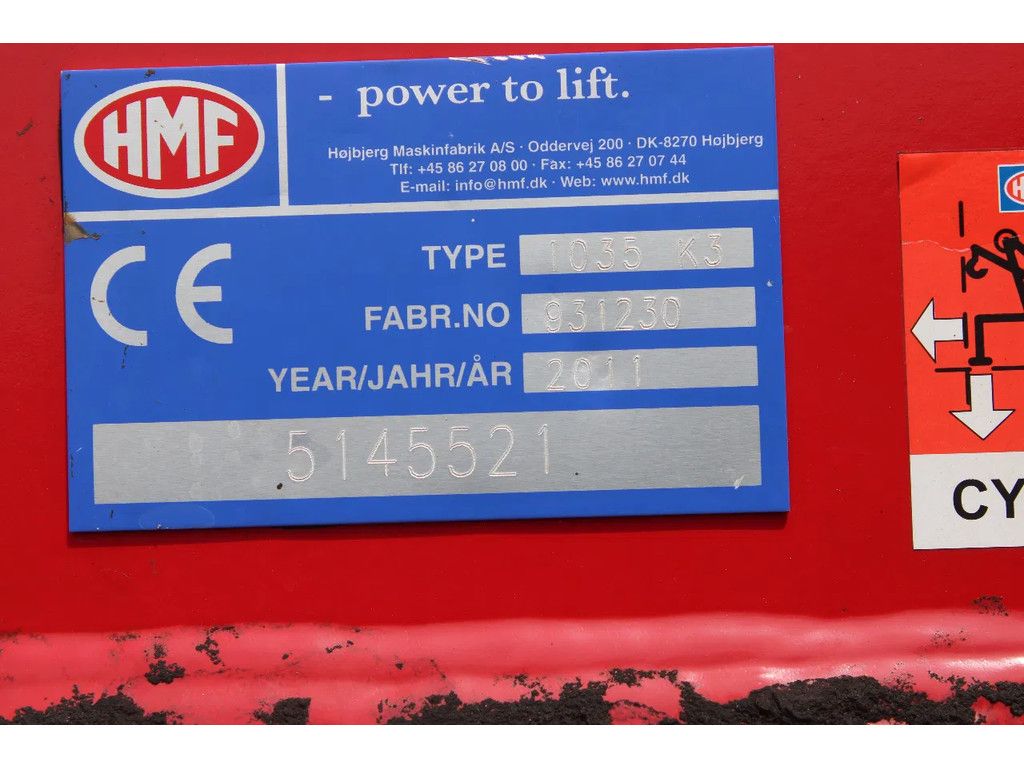 HMF
- power to lift.
Højbjerg Maskinfabrik A/S · Oddervej 200 · DK-8270 Højbjerg
Tlf: +45 86 27 08 00 · Fax: +45 86 27 07 44
E-mail: info@hmf.dk · Web: www.hmf.dk
CE
TYPE 1035 K3
FABR.NO 931230
YEAR/JAHR/ÅR 2011
5145521
CY